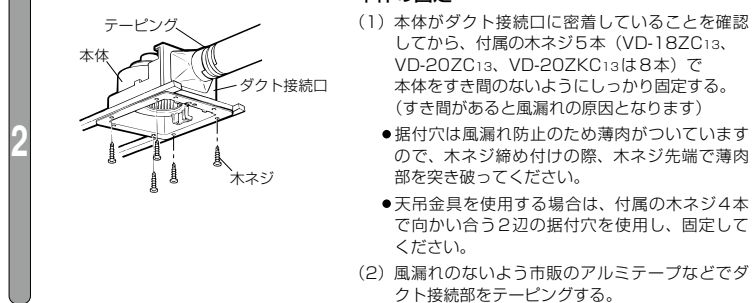 テーピング
本体
ダクト接続口
木ネジ
2
（1）本体がダクト接続口に密着していることを確認
してから、付属の木ネジ5本（VD-18ZC13、
VD-20ZC13、VD-20ZKC13は8本）で
本体をすき間のないようにしっかり固定する。
（すき間があると風漏れの原因となります）
●据付穴は風漏れ防止のため薄肉がついています
ので、木ネジ締め付けの際、木ネジ先端で薄肉
部を突き破ってください。
●天吊金具を使用する場合は、付属の木ネジ4本
で向かい合う2辺の据付穴を使用し、固定して
ください。
（2）風漏れのないよう市販のアルミテープなどでダ
クト接続部をテーピングする。